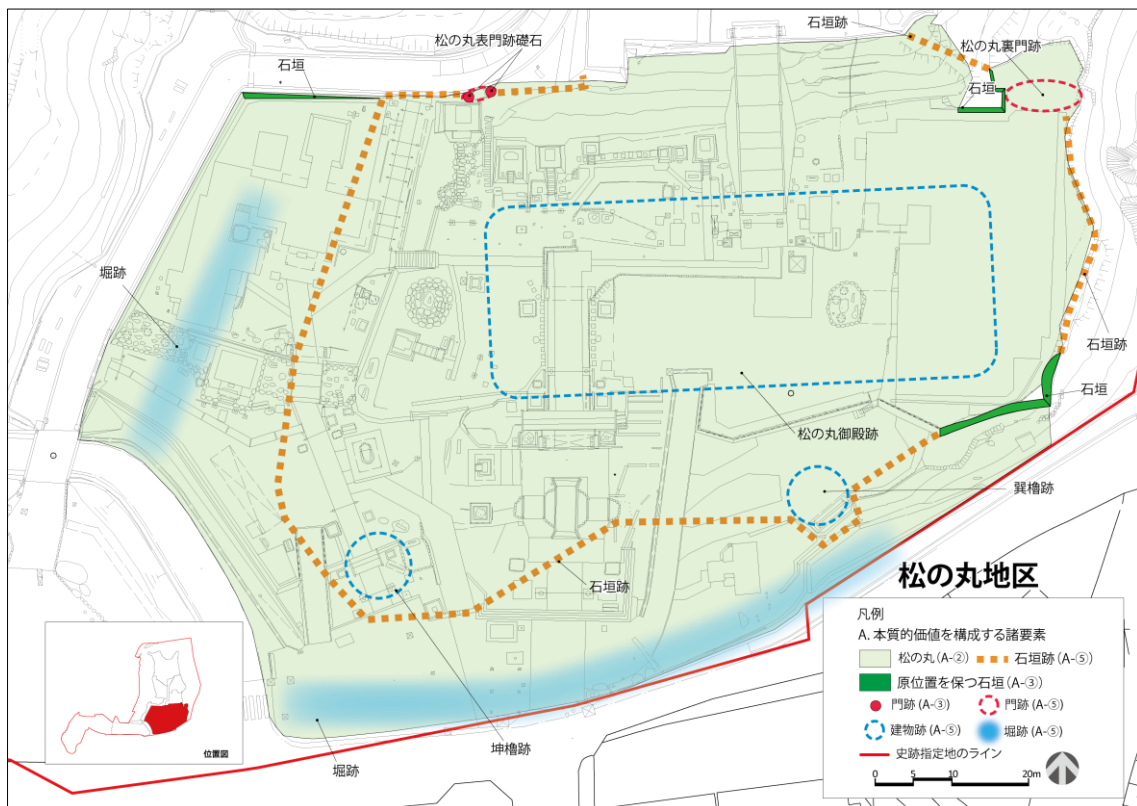 石垣跡
松の丸表門跡礎石
松の丸裏門跡
石垣
石垣
堀跡
石垣跡
石垣
松の丸御殿跡
巽櫓跡
石垣跡
坤櫓跡
堀跡
位置図
松の丸地区
凡例
A. 本質的価値を構成する諸要素
松の丸(A-②) 石垣跡(A-⑤)
原位置を保つ石垣(A-③)
門跡(A-③) 門跡(A-⑤)
建物跡(A-⑤) 堀跡(A-⑤)
史跡指定地のライン
0 5 10 20m